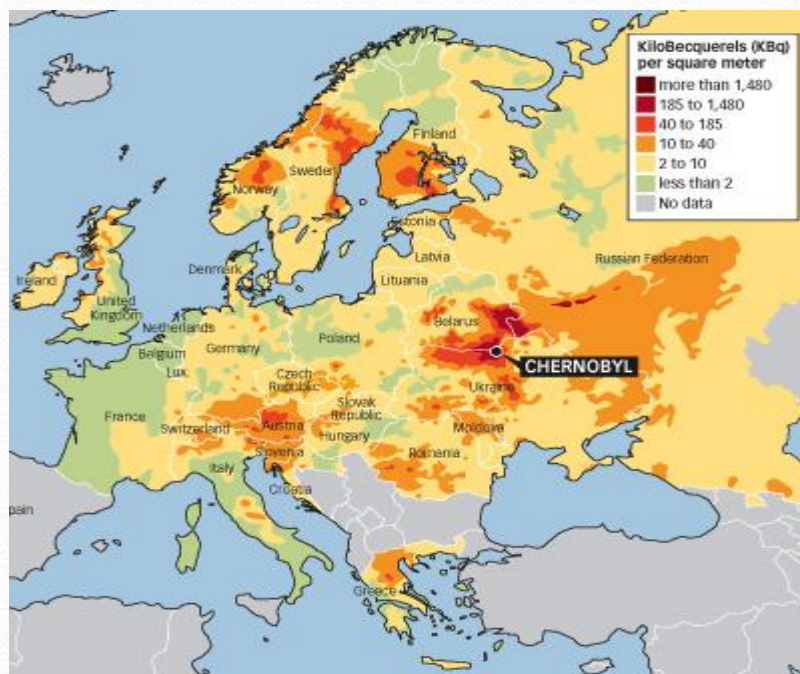 KiloBecquerels (KBq)
per square meter
more than 1,480
185 to 1,480
40 to 185
10 to 40
2 to 10
less than 2
No data
Finland
Sweden
Norway
Estonia
Russian Federation
Latvia
Denmark
Ireland
Lithuania
United
Kingdom
Netherlands
Belarus
Poland
Germany
Belgium
CHERNOBYL
Lux.
Czech
Republic
Ukraine
Slovak
Republic
France
Switzerland
Austria
Moldova
Hungary
Slovenia
Romania
Italy
Croatia
pain
Greece